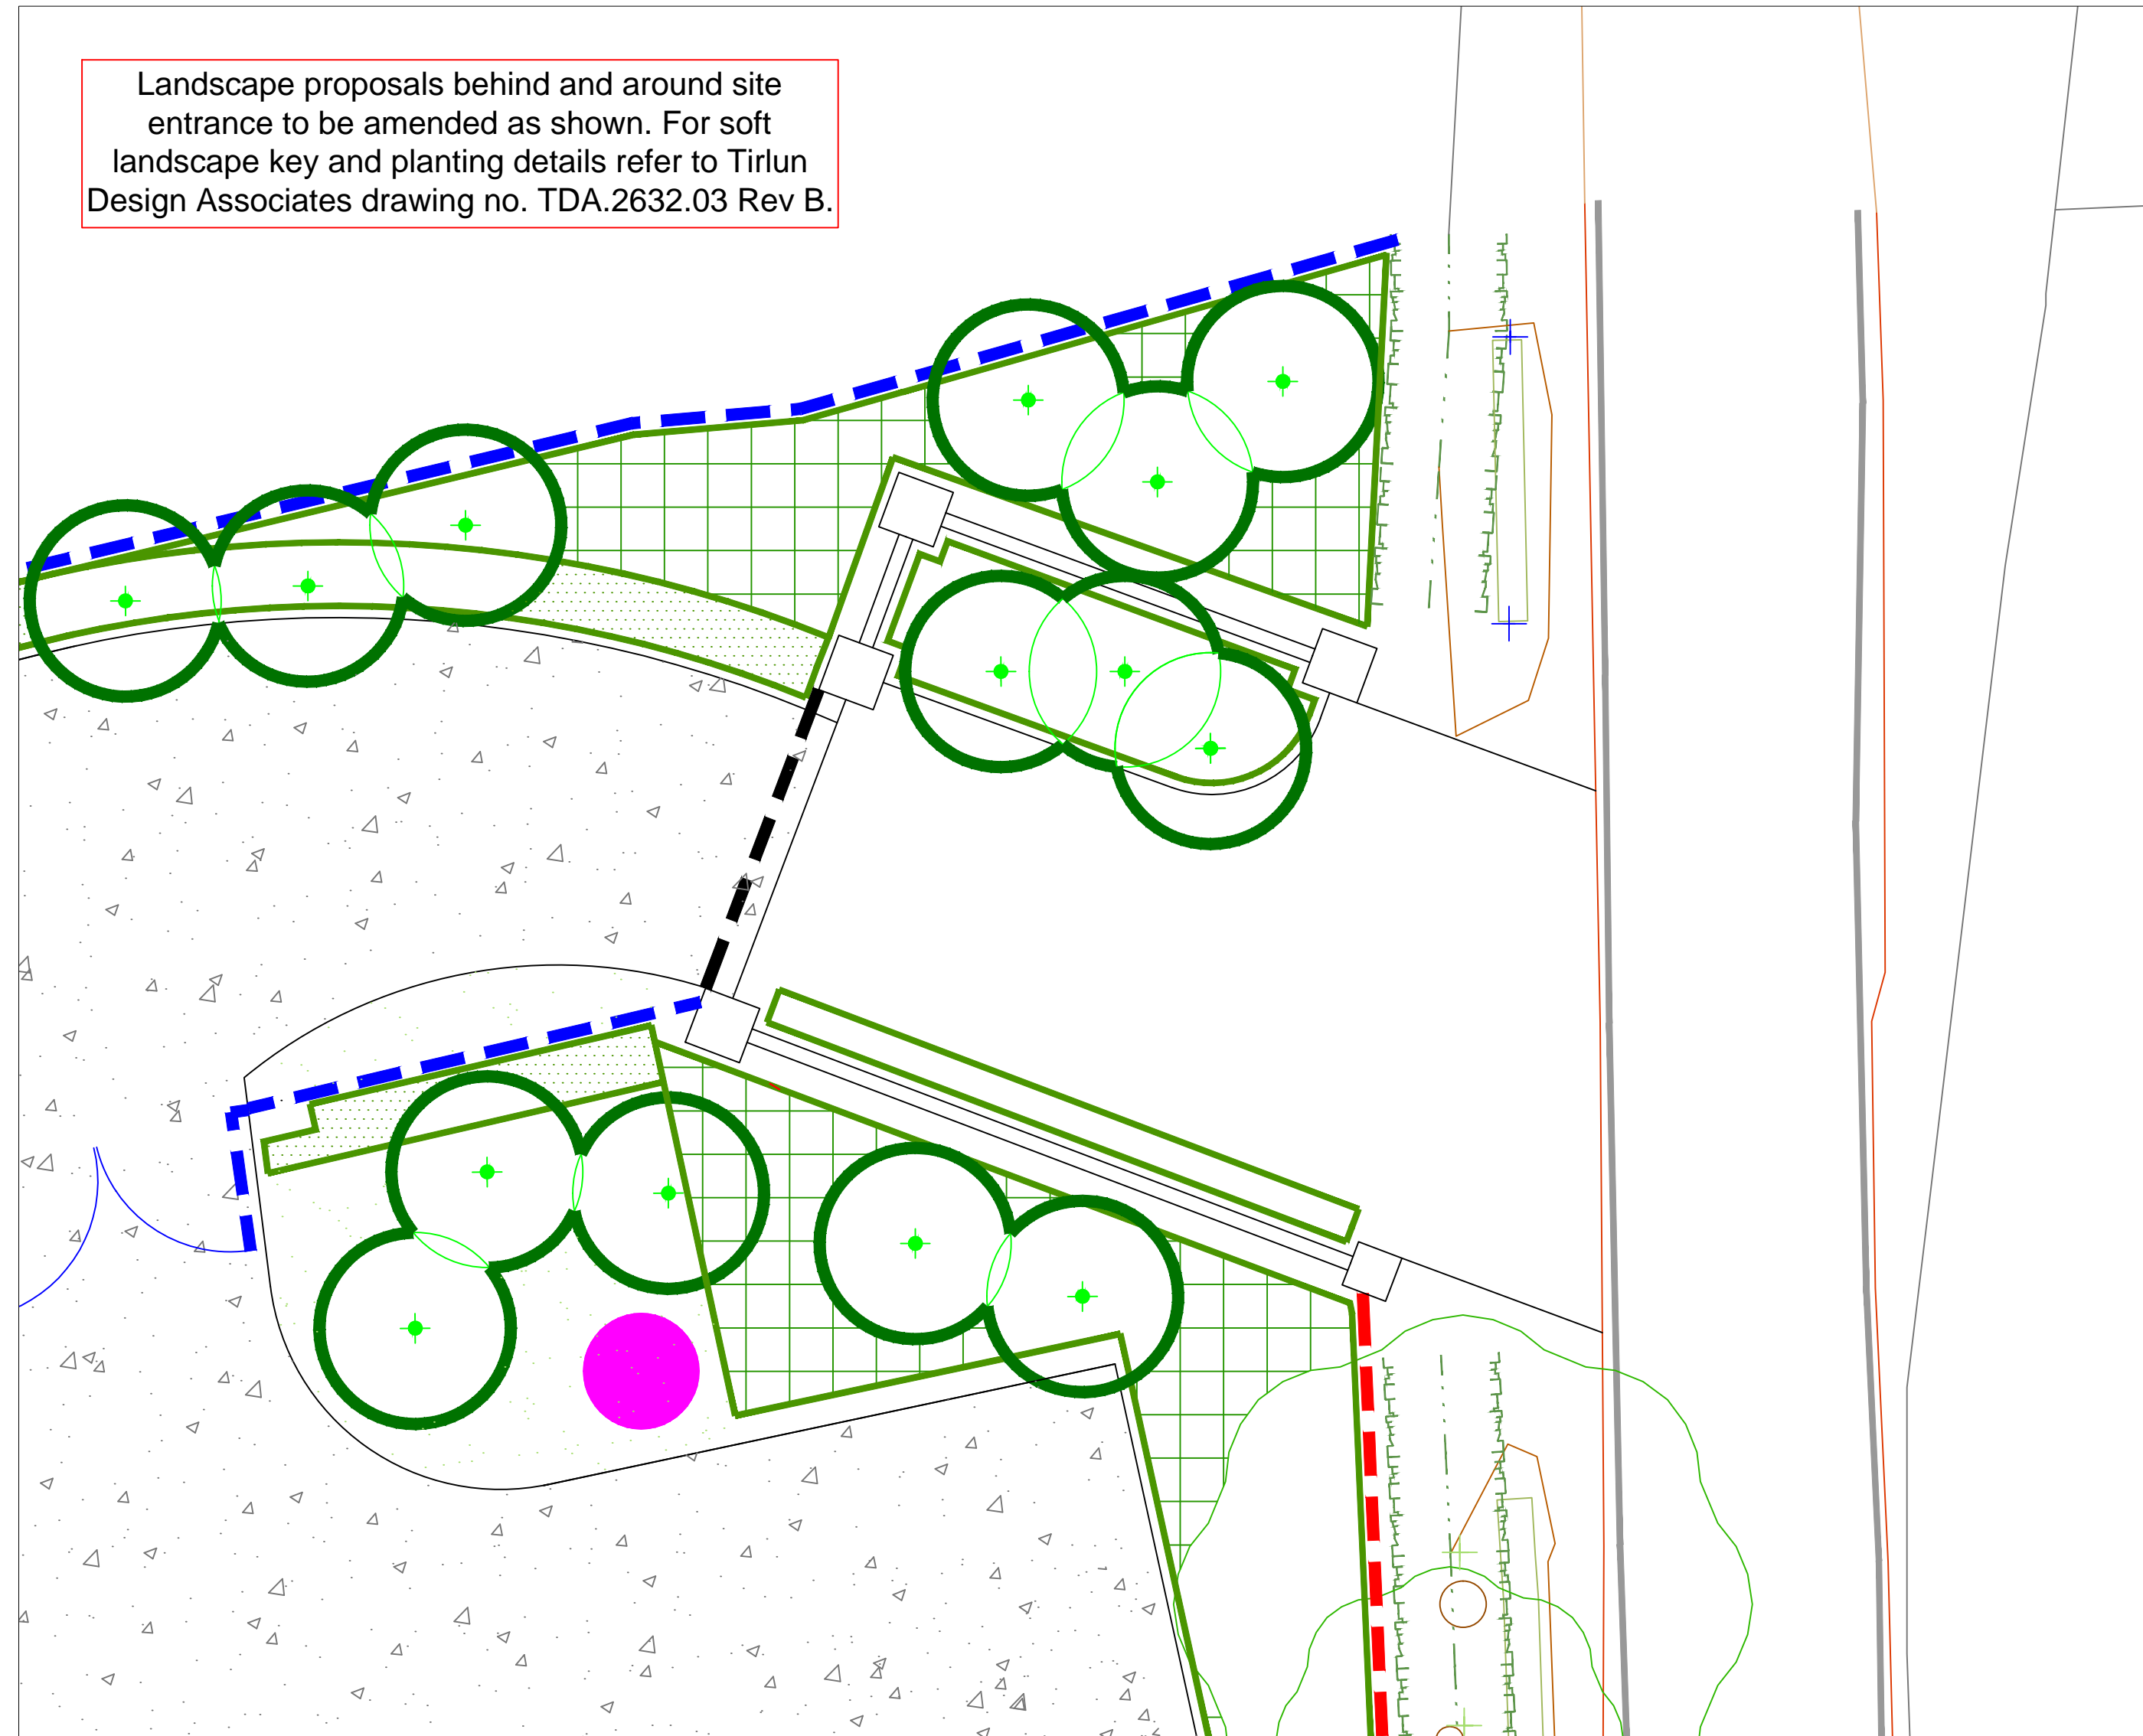 Landscape proposals behind and around site
entrance to be amended as shown. For soft
landscape key and planting details refer to Tirlun
Design Associates drawing no. TDA.2632.03 Rev B.